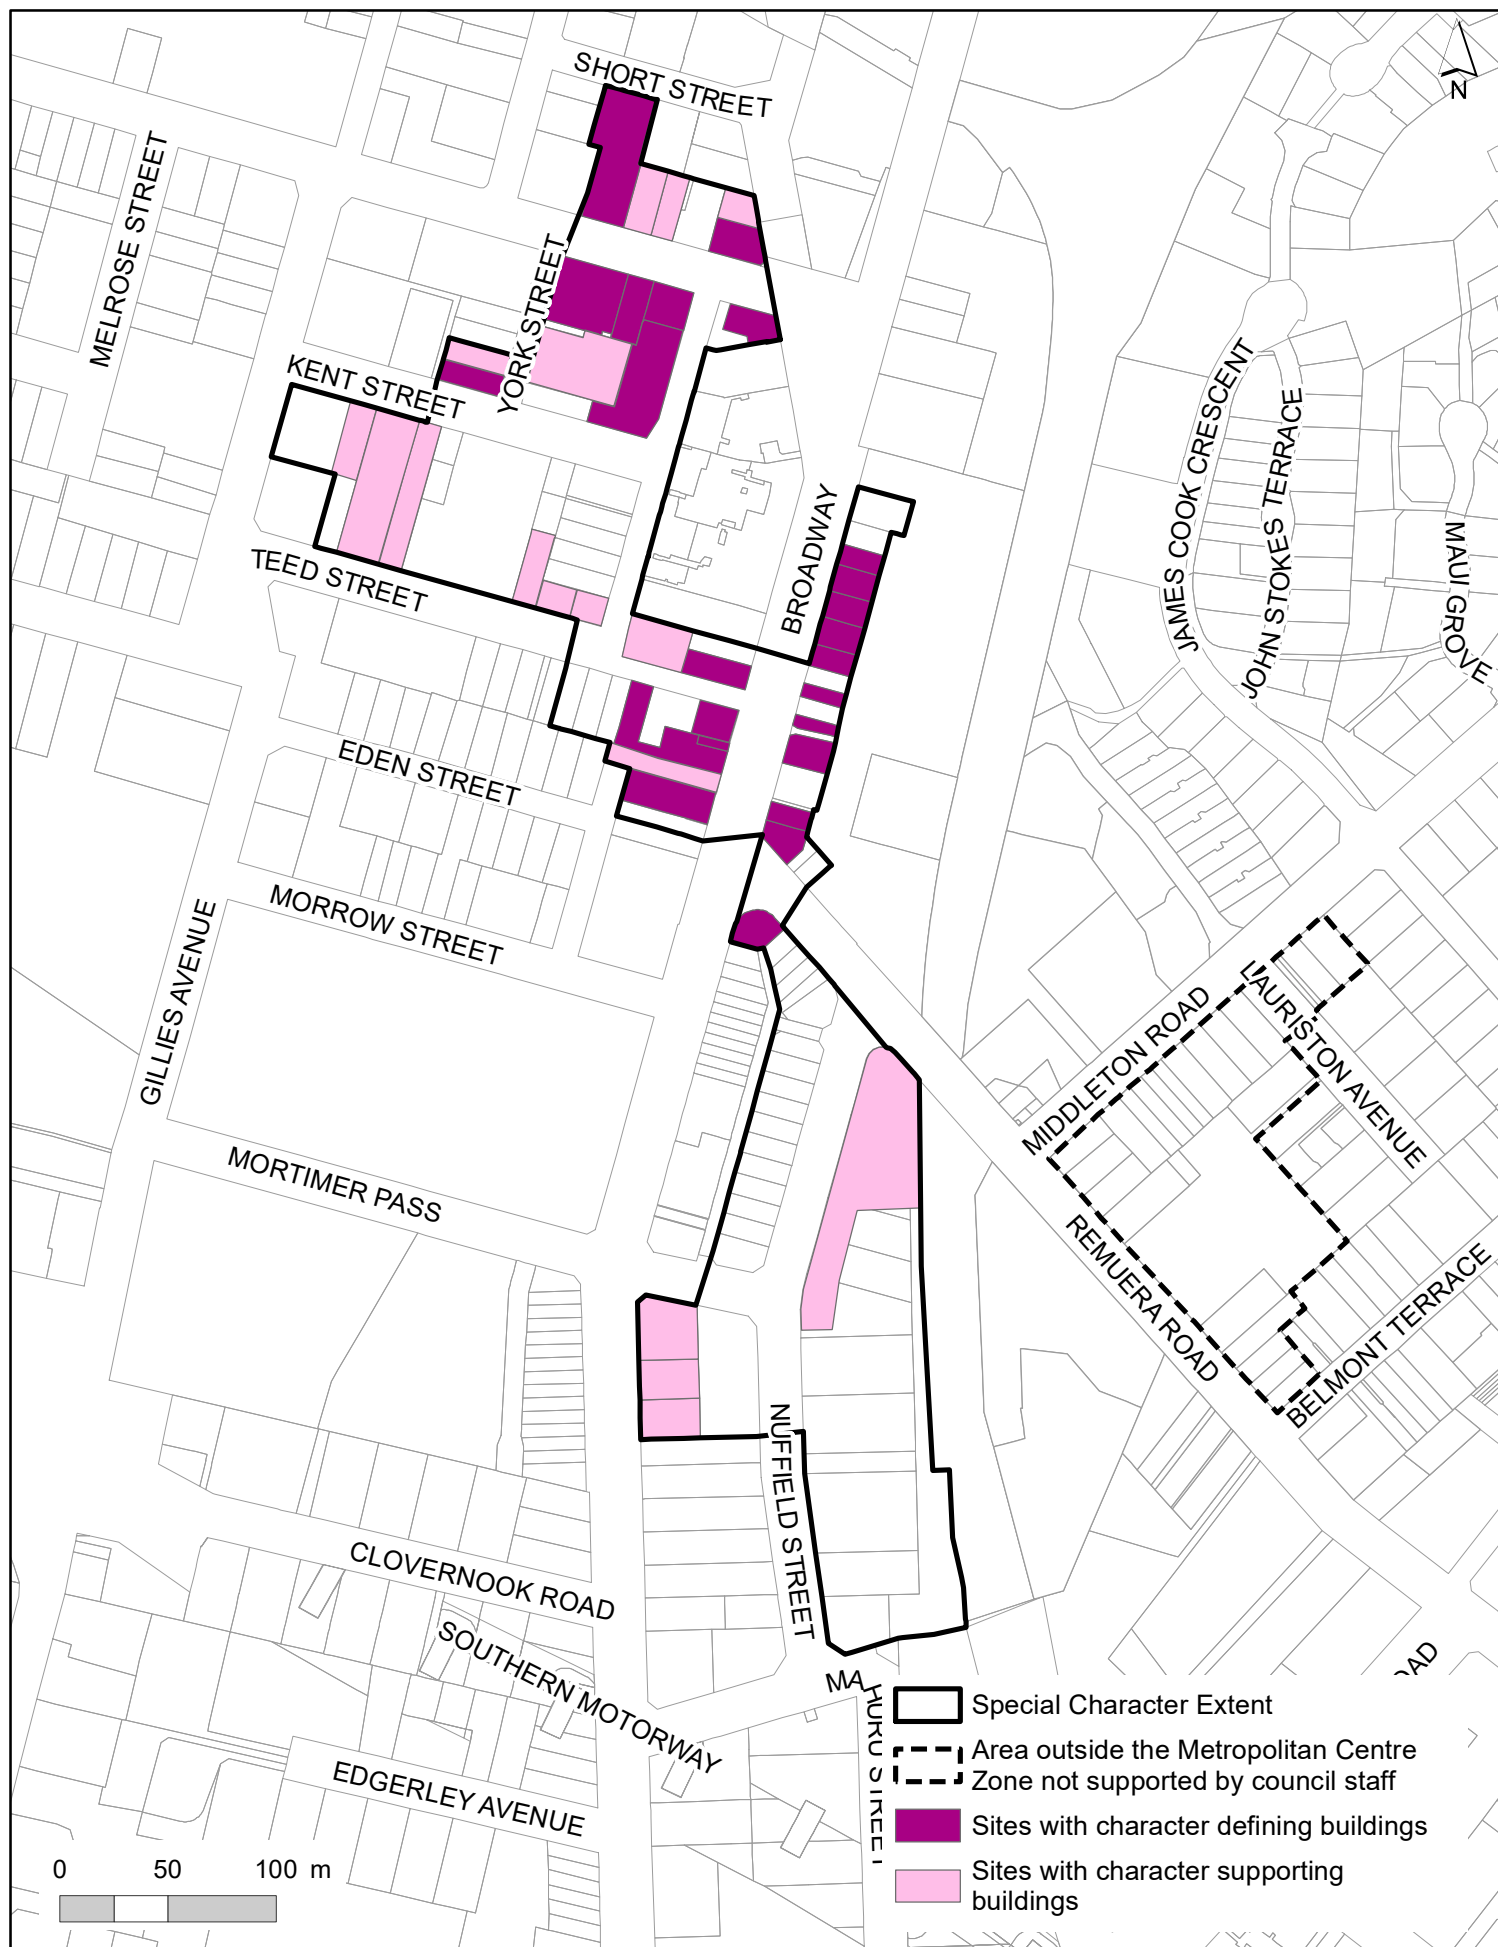 SHORT STREET
N
MELROSE STREET
YORK STREET
KENT STREET
JAMES COOK CRESCENT
JOHN STOKES TERRACE
MAUI GROVE
BROADWAY
TEED STREET
EDEN STREET
MORROW STREET
GILLIES AVENUE
LAURISTON AVENUE
MIDDLETON ROAD
MORTIMER PASS
REMUERA ROAD
BELMONT TERRACE
NUFFIELD STREET
CLOVERNOOK ROAD
SOUTHERN MOTORWAY
OAD
MAHURU STREET
EDGERLEY AVENUE
Special Character Extent
Area outside the Metropolitan Centre
Zone not supported by council staff
Sites with character defining buildings
Sites with character supporting
buildings
0 50 100 m